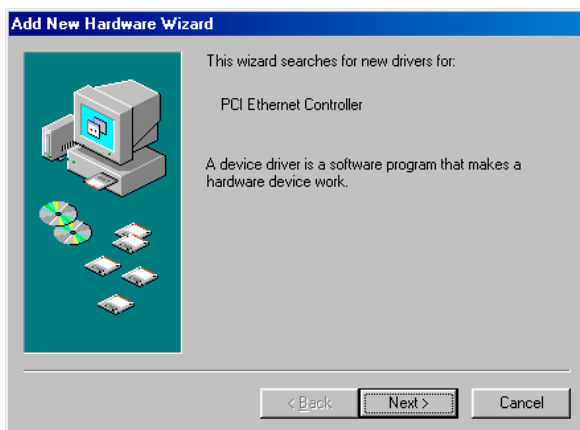 Add New Hardware Wizard
This wizard searches for new drivers for:
PCI Ethernet Controller
A device driver is a software program that makes a
hardware device work.
< Back
Next >
Cancel